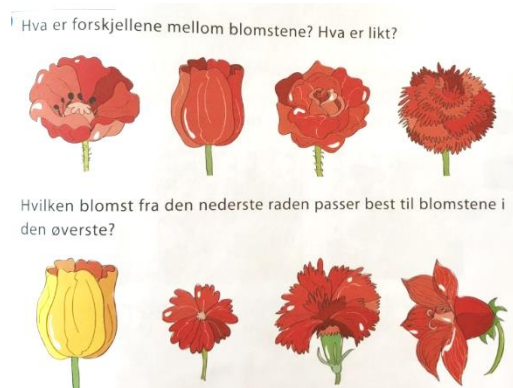 Hva er forskjellene mellom blomstene? Hva er likt?
Hvilken blomst fra den nederste raden passer best til blomstene i
den øverste?